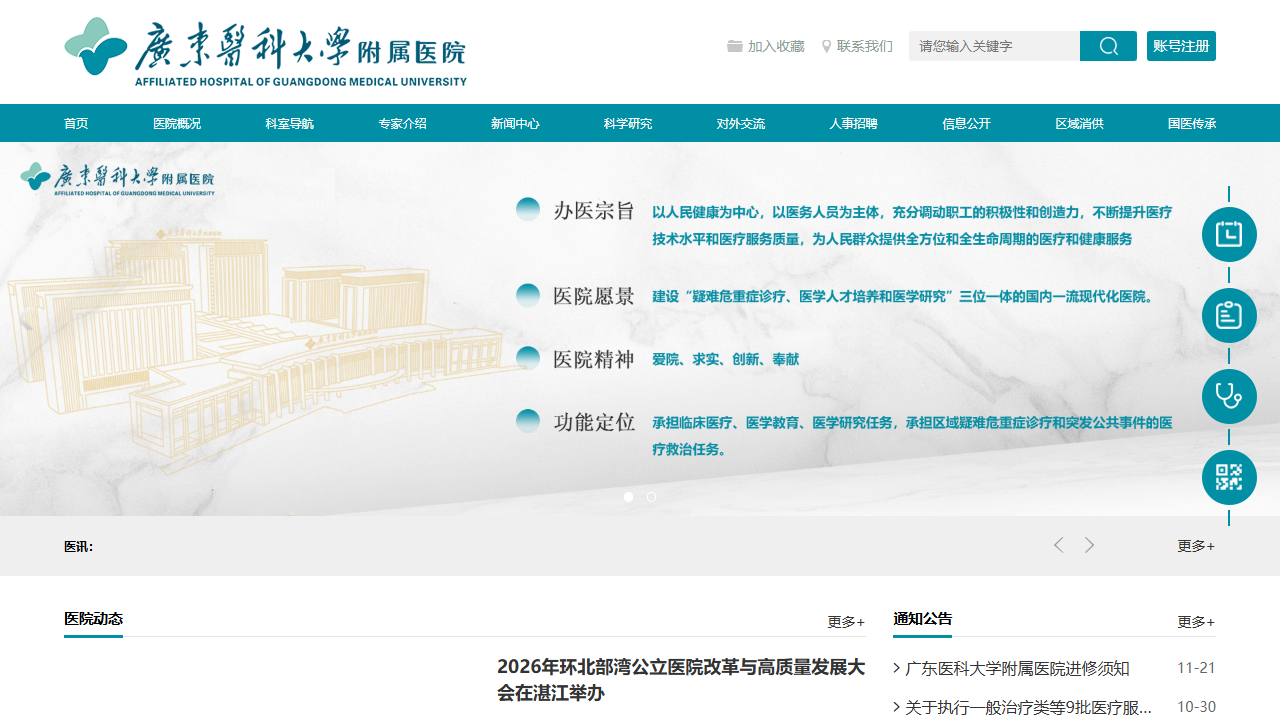 廣東醫科大學附属医院
AFFILIATED HOSPITAL OF GUANGDONG MEDICAL UNIVERSITY
加入收藏 联系我们 请您输入关键字 账号注册
首页 医院概况 科室导航 专家介绍 新闻中心 科学研究 对外交流 人事招聘 信息公开 区域消供 国医传承
廣東醫科大學附属医院
AFFILIATED HOSPITAL OF GUANGDONG MEDICAL UNIVERSITY
办医宗旨 以人民健康为中心，以医务人员为主体，充分调动职工的积极性和创造力，不断提升医疗
技术水平和医疗服务质量，为人民群众提供全方位和全生命周期的医疗和健康服务
医院愿景 建设“疑难危重症诊疗、医学人才培养和医学研究”三位一体的国内一流现代化医院。
医院精神 爱院、求实、创新、奉献
功能定位 承担临床医疗、医学教育、医学研究任务，承担区域疑难危重症诊疗和突发公共事件的医
疗救治任务。
医讯： 更多+
医院动态 更多+
2026年环北部湾公立医院改革与高质量发展大
会在湛江举办
通知公告 更多+
广东医科大学附属医院进修须知 11-21
关于执行一般治疗类等9批医疗服... 10-30